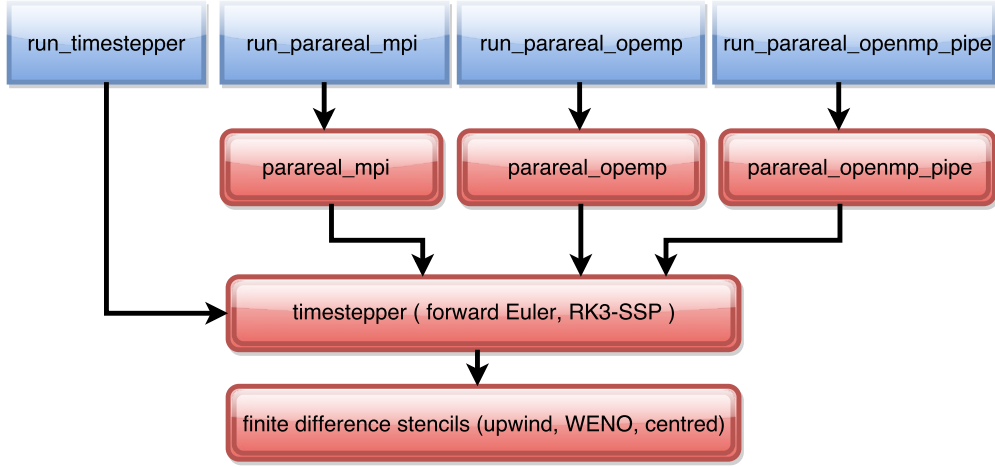 run_timestepper
run_parareal_mpi
run_parareal_opemp
run_parareal_openmp_pipe
parareal_mpi
parareal_opemp
parareal_openmp_pipe
timestepper ( forward Euler, RK3-SSP )
finite difference stencils (upwind, WENO, centred)